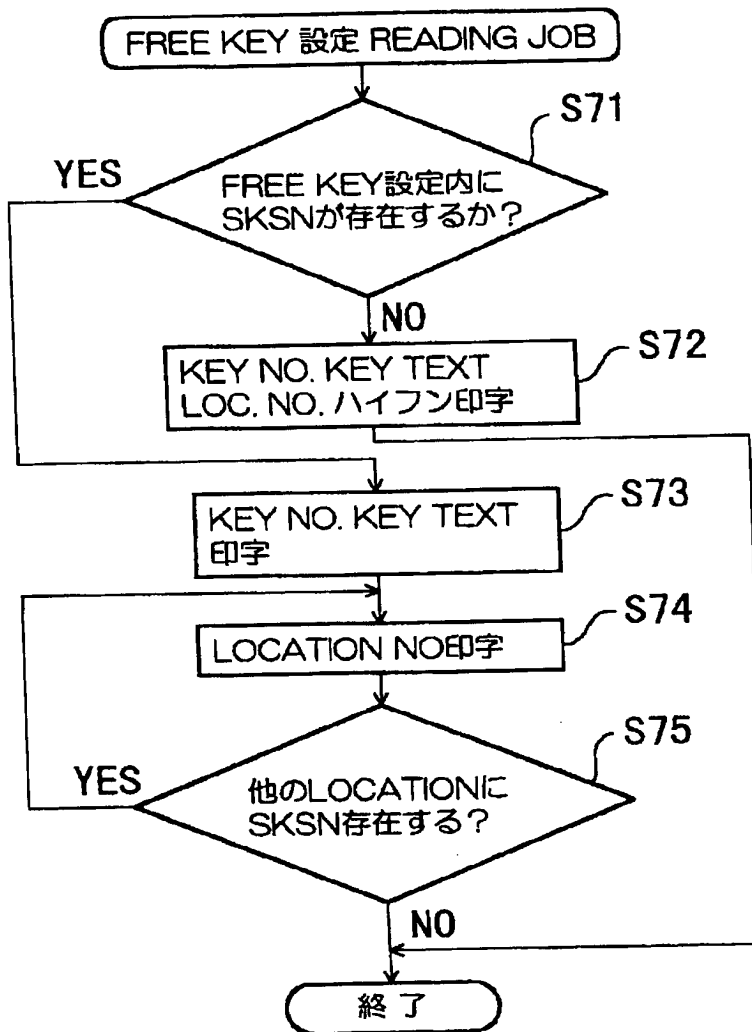 FREE KEY 設定 READING JOB
S71
YES
FREE KEY設定内に
SKSNが存在するか？
NO
S72
KEY NO. KEY TEXT
LOC. NO. ハイフン印字
S73
KEY NO. KEY TEXT
印字
S74
LOCATION NO印字
S75
YES
他のLOCATIONに
SKSN存在する？
NO
終了